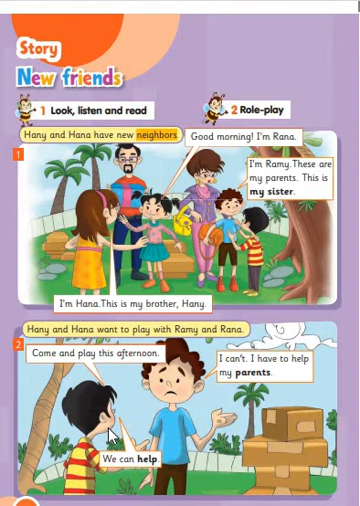 Story
New friends
1 Look, listen and read
2 Role-play
Hany and Hana have new neighbors.
Good morning! I'm Rana.
1
I'm Ramy.These are
my parents. This is
my sister.
I'm Hana.This is my brother, Hany.
Hany and Hana want to play with Ramy and Rana.
2
Come and play this afternoon.
I can't. I have to help
my parents.
We can help.